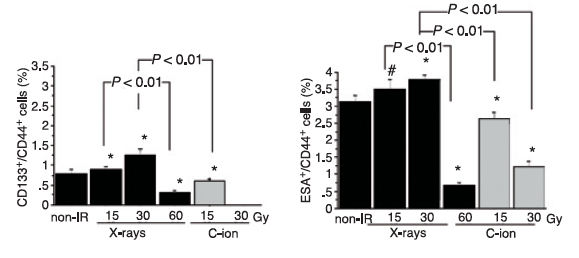 P < 0.01
P < 0.01
P < 0.01
P < 0.01
P < 0.01
CD133+/CD44+ cells (%)
3.5
3
2.5
2
1.5
1
.5
0
*
*
*
*
non-IR 15 30 60 15 30 Gy
X-rays C-ion
ESA+/CD44+ cells (%)
4
3.5
3
2.5
2
1.5
1
.5
0
#
*
*
*
*
non-IR 15 30 60 15 30 Gy
X-rays C-ion